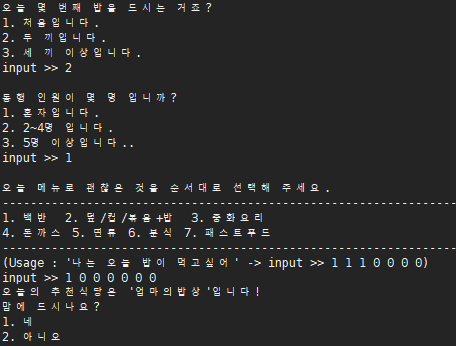 오늘 몇 번째 밥을 드시는 거죠?
1. 처음입니다.
2. 두 끼입니다.
3. 세 끼 이상입니다.
input >> 2
동행 인원이 몇 명 입니까?
1. 혼자입니다.
2. 2~4명 입니다.
3. 5명 이상입니다..
input >> 1
오늘 메뉴로 괜찮은 것을 순서대로 선택해 주세요.
1. 백반 2. 덮/컵/볶음+밥 3. 중화요리
4. 돈까스 5. 면류 6. 분식 7. 패스트푸드
(Usage : '나는 오늘 밥이 먹고싶어' -> input >> 1 1 1 0 0 0 0)
input >> 1 0 0 0 0 0 0
오늘의 추천식당은 '엄마의밥상'입니다!
맘에 드시나요?
1. 네
2. 아니오